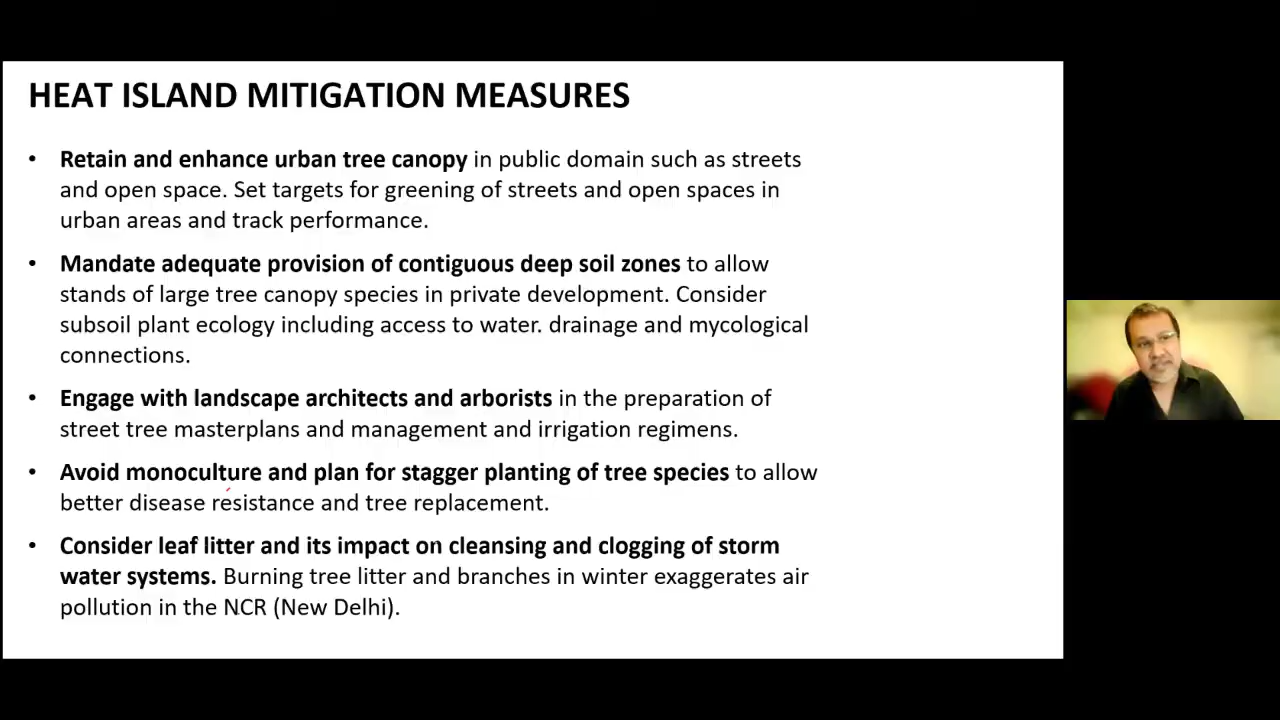 HEAT ISLAND MITIGATION MEASURES
• Retain and enhance urban tree canopy in public domain such as streets
and open space. Set targets for greening of streets and open spaces in
urban areas and track performance.
• Mandate adequate provision of contiguous deep soil zones to allow
stands of large tree canopy species in private development. Consider
subsoil plant ecology including access to water. drainage and mycological
connections.
• Engage with landscape architects and arborists in the preparation of
street tree masterplans and management and irrigation regimens.
• Avoid monoculture and plan for stagger planting of tree species to allow
better disease resistance and tree replacement.
• Consider leaf litter and its impact on cleansing and clogging of storm
water systems. Burning tree litter and branches in winter exaggerates air
pollution in the NCR (New Delhi).